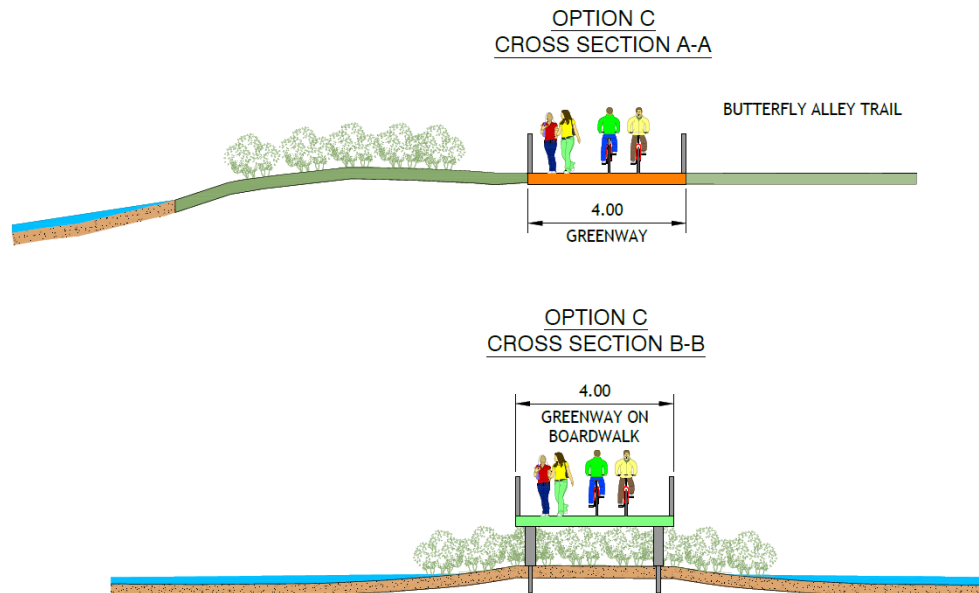 OPTION C
CROSS SECTION A-A
BUTTERFLY ALLEY TRAIL
4.00
GREENWAY
OPTION C
CROSS SECTION B-B
4.00
GREENWAY ON
BOARDWALK